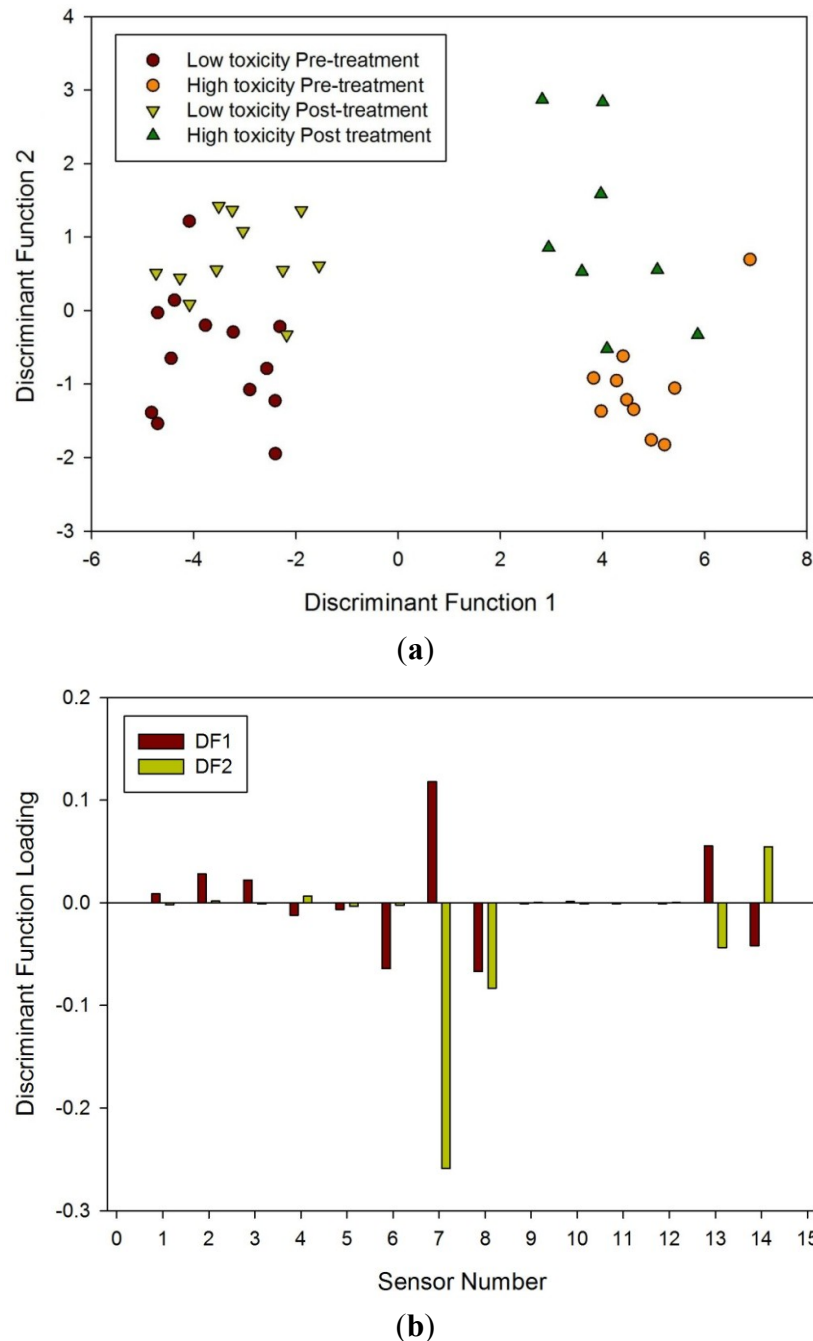 4
3
2
1
0
-1
-2
-3
Discriminant Function 2
Low toxicity Pre-treatment
High toxicity Pre-treatment
Low toxicity Post-treatment
High toxicity Post treatment
-6 -4 -2 0 2 4 6 8
Discriminant Function 1
(a)
0.2
0.1
0.0
-0.1
-0.2
-0.3
Discriminant Function Loading
DF1
DF2
0 1 2 3 4 5 6 7 8 9 10 11 12 13 14 15
Sensor Number
(b)